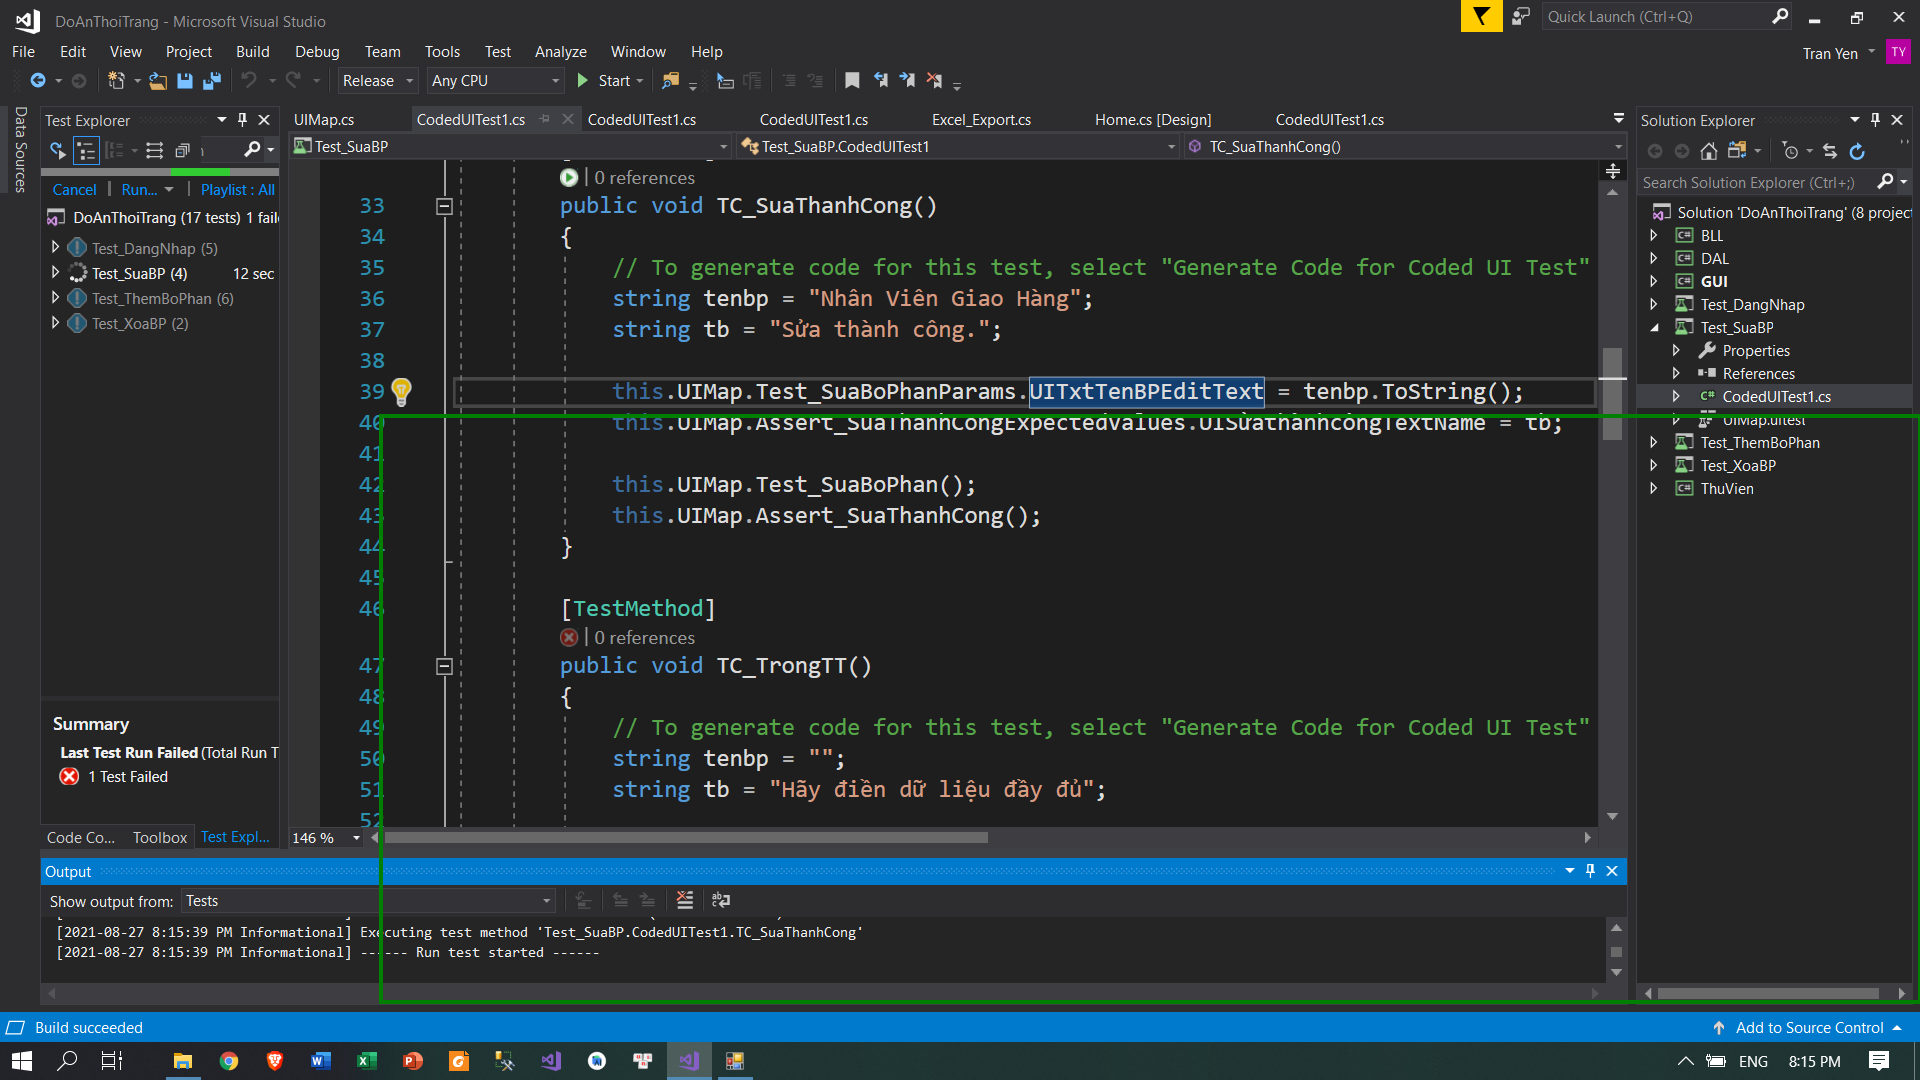 DoAnThoiTrang - Microsoft Visual Studio
Quick Launch (Ctrl+Q)
File Edit View Project Build Debug Team Tools Test Analyze Window Help
Tran Yen
TY
Release
Any CPU
Start
Data Sources
Test Explorer
Cancel
Run...
Playlist : All
DoAnThoiTrang (17 tests) 1 fail
Test_DangNhap (5)
Test_SuaBP (4) 12 sec
Test_ThemBoPhan (6)
Test_XoaBP (2)
Summary
Last Test Run Failed (Total Run T
1 Test Failed
Code Co...
Toolbox
Test Expl...
UIMap.cs
CodedUITest1.cs
CodedUITest1.cs
CodedUITest1.cs
Excel_Export.cs
Home.cs [Design]
CodedUITest1.cs
Test_SuaBP
Test_SuaBP.CodedUITest1
TC_SuaThanhCong()
0 references
33 public void TC_SuaThanhCong()
34 {
35 // To generate code for this test, select "Generate Code for Coded UI Test"
36 string tenbp = "Nhân Viên Giao Hàng";
37 string tb = "Sửa thành công.";
38
39 this.UIMap.Test_SuaBoPhanParams.UITxtTenBPEditText = tenbp.ToString();
40 this.UIMap.Assert_SuaThanhCongExpectedValues.UISửathànhcôngTextName = tb;
41
42 this.UIMap.Test_SuaBoPhan();
43 this.UIMap.Assert_SuaThanhCong();
44 }
45
46 [TestMethod]
0 references
47 public void TC_TrongTT()
48 {
49 // To generate code for this test, select "Generate Code for Coded UI Test"
50 string tenbp = "";
51 string tb = "Hãy điền dữ liệu đầy đủ";
52
146 %
Output
Show output from: Tests
[2021-08-27 8:15:39 PM Informational] Executing test method 'Test_SuaBP.CodedUITest1.TC_SuaThanhCong'
[2021-08-27 8:15:39 PM Informational] ------ Run test started ------
Solution Explorer
Search Solution Explorer (Ctrl+;)
Solution 'DoAnThoiTrang' (8 project
BLL
DAL
GUI
Test_DangNhap
Test_SuaBP
Properties
References
CodedUITest1.cs
UIMap.uitest
Test_ThemBoPhan
Test_XoaBP
ThuVien
Build succeeded
Add to Source Control
ENG
8:15 PM